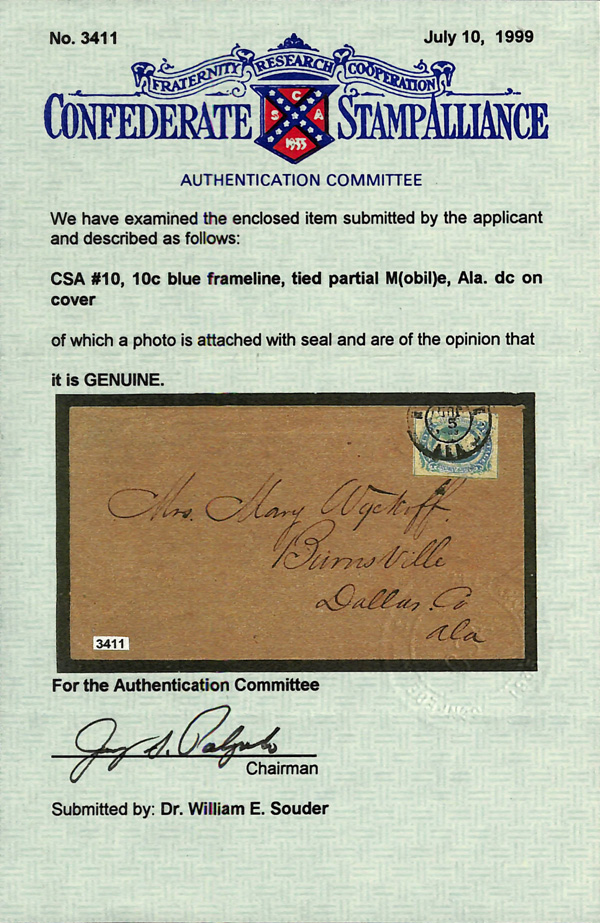 No. 3411
July 10, 1999
FRATERNITY RESEARCH COOPERATION
CONFEDERATE STAMP ALLIANCE
C
S A
1935
AUTHENTICATION COMMITTEE
We have examined the enclosed item submitted by the applicant
and described as follows:
CSA #10, 10c blue frameline, tied partial M(obil)e, Ala. dc on
cover
of which a photo is attached with seal and are of the opinion that
it is GENUINE.
M E
5
ALA
Mrs. Mary Wyckoff.
Burnsville
Dallas. Co
Ala
3411
For the Authentication Committee
Chairman
Submitted by: Dr. William E. Souder